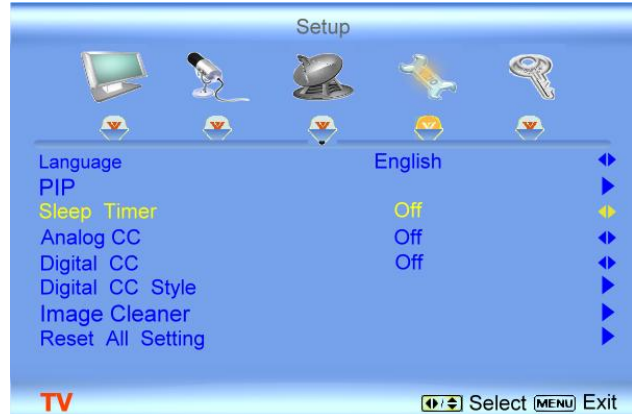 Setup
Language English
PIP
Sleep Timer Off
Analog CC Off
Digital CC Off
Digital CC Style
Image Cleaner
Reset All Setting
TV Select MENU Exit